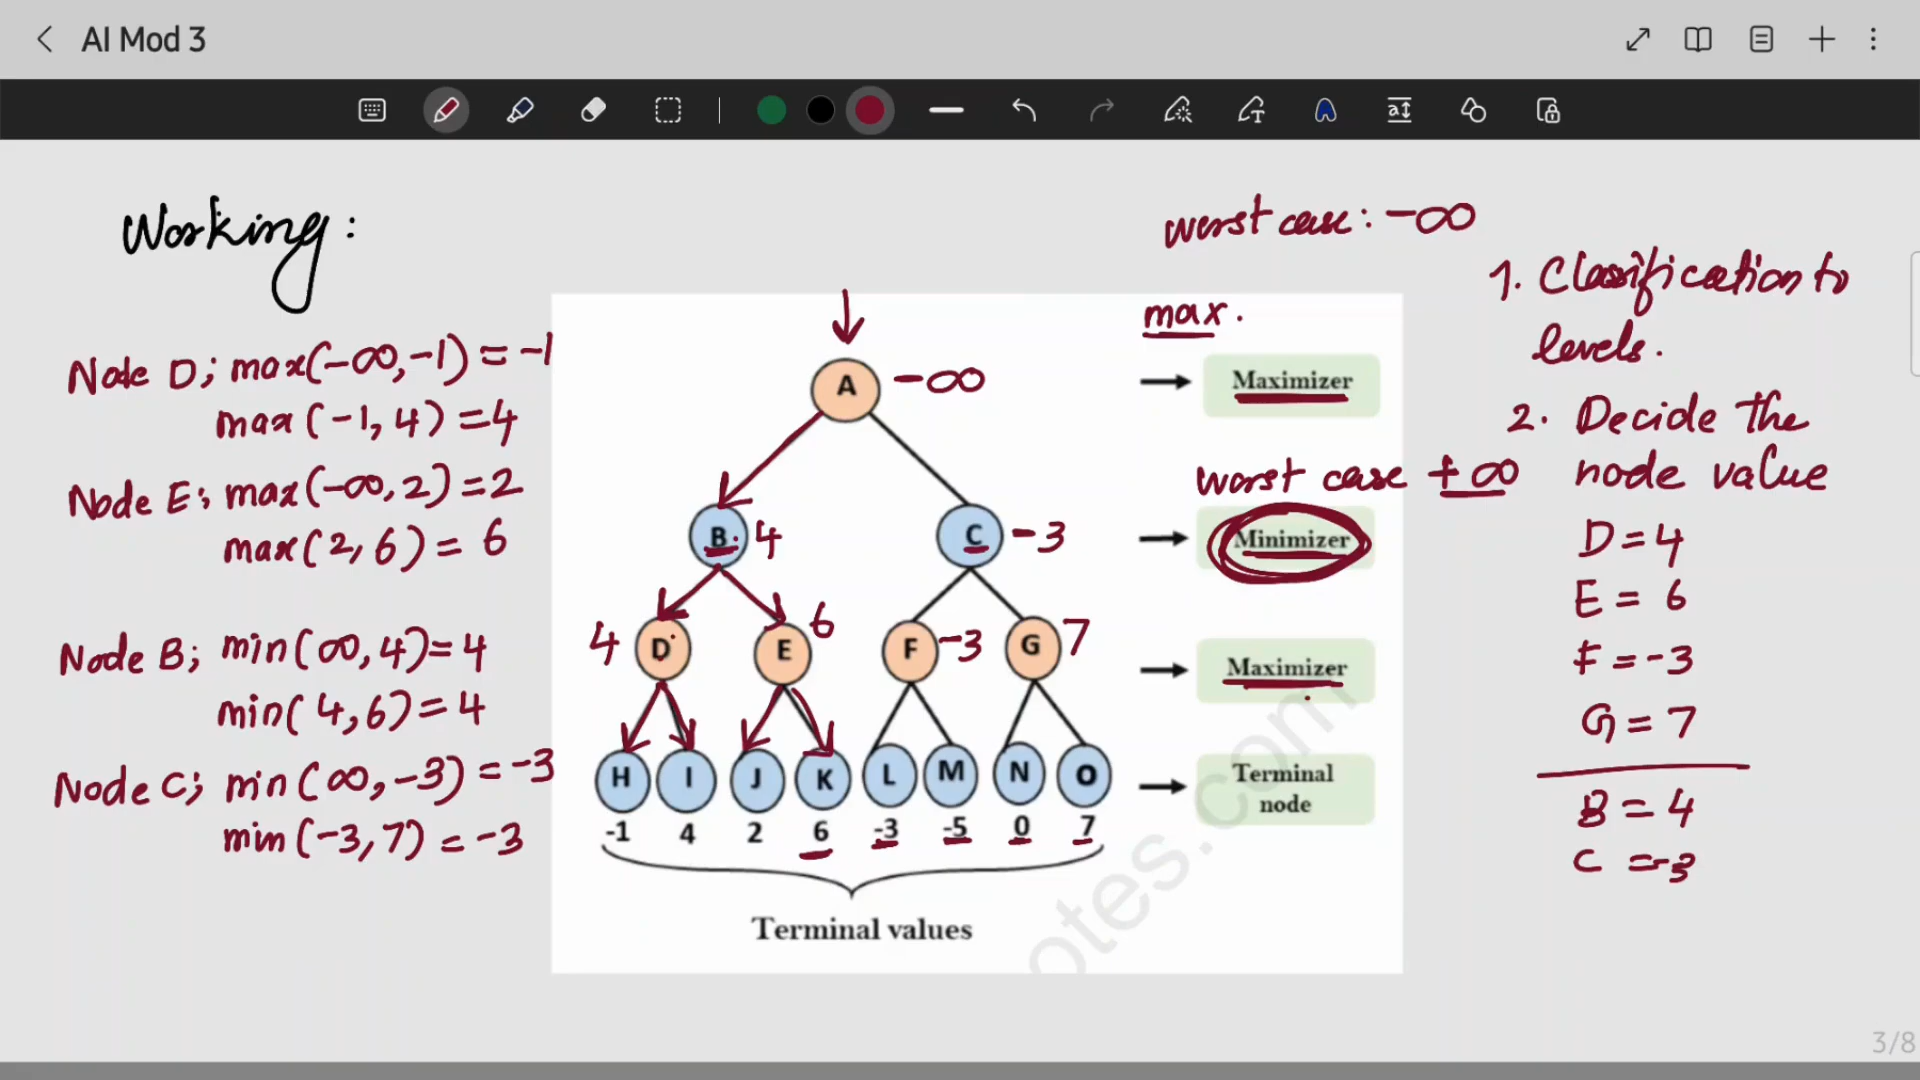 AI Mod 3
Working:
Node D; max(-∞,-1) = -1
max(-1,4) = 4
Node E; max(-∞,2) = 2
max(2,6) = 6
Node B; min(∞,4) = 4
min(4,6) = 4
Node C; min(∞,-3) = -3
min(-3,7) = -3
worst case: -∞
max.
A -∞ Maximizer
worst case +∞
B 4 C -3 Minimizer
4 D E 6 F -3 G 7 Maximizer
H I J K L M N O Terminal node
-1 4 2 6 -3 -5 0 7
Terminal values
otes.com
1. Classification to
levels.
2. Decide the
node value
D = 4
E = 6
F = -3
G = 7
B = 4
C = -3
3/8